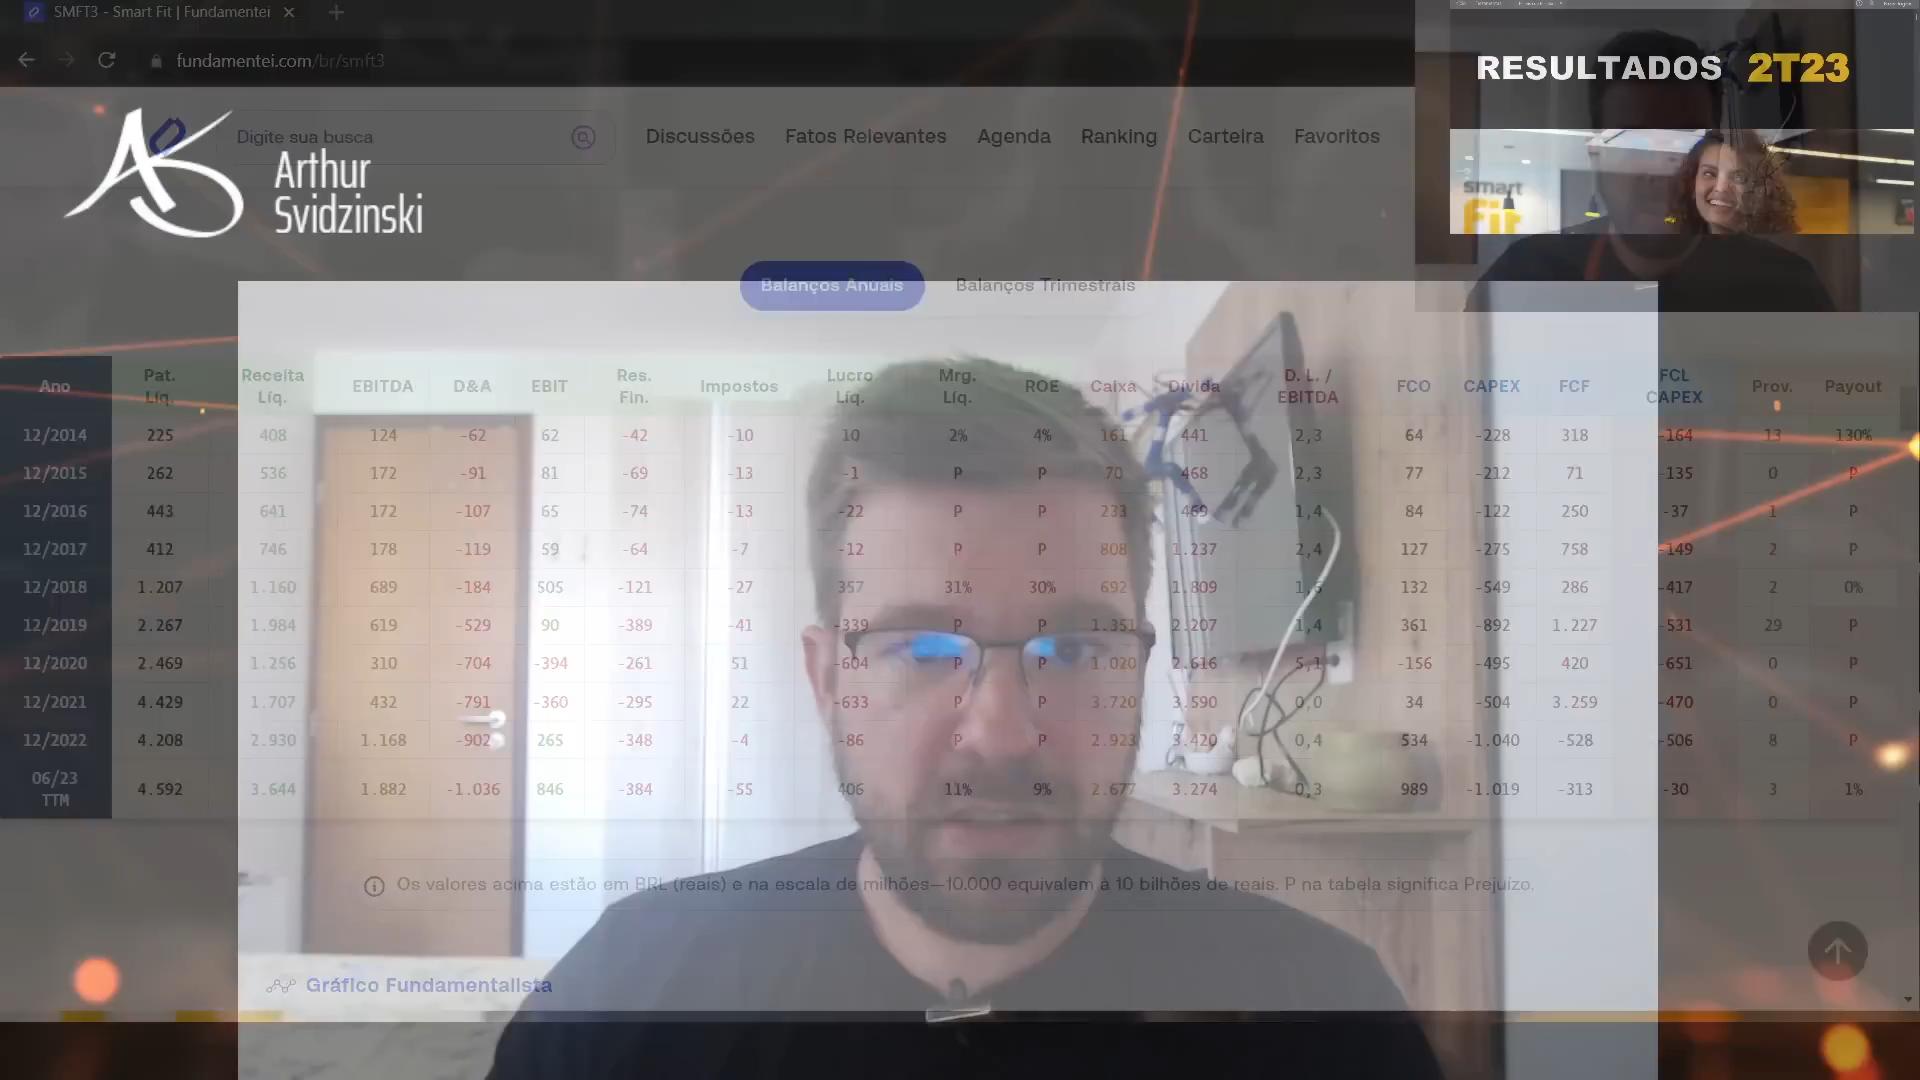 SMFT3 - Smart Fit | Fundamentei
fundamentei.com/br/smft3
RESULTADOS 2T23
smart
fit
Arthur
Svidzinski
Digite sua busca
Discussões Fatos Relevantes Agenda Ranking Carteira Favoritos
Balanços Anuais Balanços Trimestrais
Ano Pat. Líq. Receita Líq. EBITDA D&A EBIT Res. Fin. Impostos Lucro Líq. Mrg. Líq. ROE Caixa Dívida D. L. / EBITDA FCO CAPEX FCF FCL CAPEX Prov. Payout
12/2014 225 408 124 -62 62 -42 -10 10 2% 4% 161 441 2,3 64 -228 318 -164 13 130%
12/2015 262 536 172 -91 81 -69 -13 -1 P P 70 468 2,3 77 -212 71 -135 0 P
12/2016 443 641 172 -107 65 -74 -13 -22 P P 233 469 1,4 84 -122 250 -37 1 P
12/2017 412 746 178 -119 59 -64 -7 -12 P P 808 1.237 2,4 127 -275 758 -149 2 P
12/2018 1.207 1.160 689 -184 505 -121 -27 357 31% 30% 692 1.809 1,6 132 -549 286 -417 2 0%
12/2019 2.267 1.984 619 -529 90 -389 -41 -339 P P 1.351 2.207 1,4 361 -892 1.227 -531 29 P
12/2020 2.469 1.256 310 -704 -394 -261 51 -604 P P 1.020 2.616 5,1 -156 -495 420 -651 0 P
12/2021 4.429 1.707 432 -791 -360 -295 22 -633 P P 3.720 3.590 0,0 34 -504 3.259 -470 0 P
12/2022 4.208 2.930 1.168 -902 265 -348 -4 -86 P P 2.923 3.420 0,4 534 -1.040 -528 -506 8 P
06/23 TTM 4.592 3.644 1.882 -1.036 846 -384 -55 406 11% 9% 2.677 3.274 0,3 989 -1.019 -313 -30 3 1%
Os valores acima estão em BRL (reais) e na escala de milhões—10.000 equivalem à 10 bilhões de reais. P na tabela significa Prejuízo.
Gráfico Fundamentalista